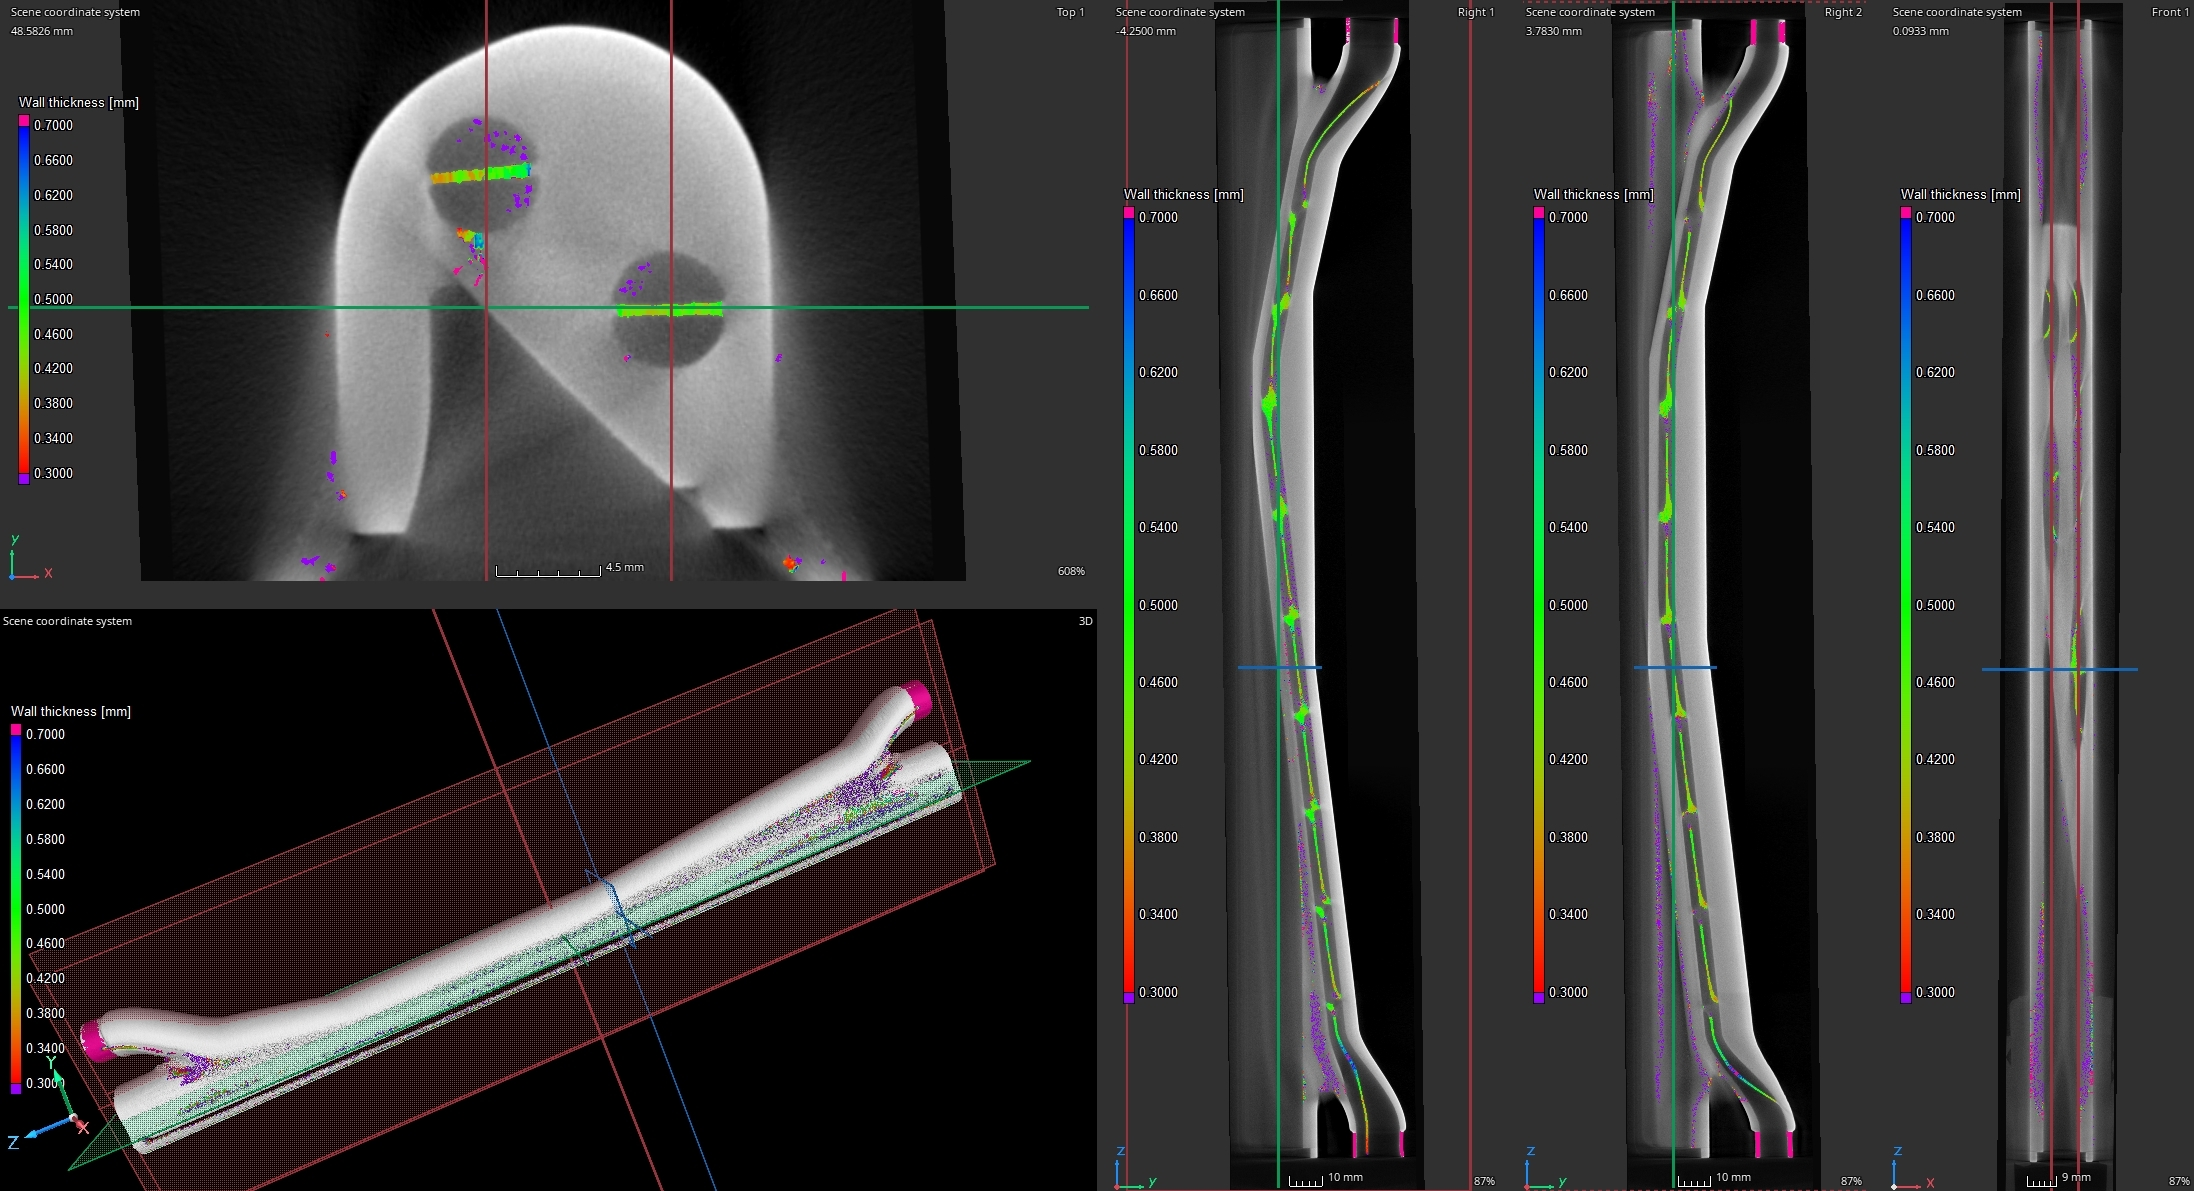 Scene coordinate system
Top 1
48.5826 mm
Wall thickness [mm]
0.7000
0.6600
0.6200
0.5800
0.5400
0.5000
0.4600
0.4200
0.3800
0.3400
0.3000
y
x
4.5 mm
608%
Scene coordinate system
3D
Wall thickness [mm]
0.7000
0.6600
0.6200
0.5800
0.5400
0.5000
0.4600
0.4200
0.3800
0.3400
0.3000
Y
X
Z
Scene coordinate system
Right 1
-4.2500 mm
Wall thickness [mm]
0.7000
0.6600
0.6200
0.5800
0.5400
0.5000
0.4600
0.4200
0.3800
0.3400
0.3000
z
y
10 mm
87%
Scene coordinate system
Right 2
3.7830 mm
Wall thickness [mm]
0.7000
0.6600
0.6200
0.5800
0.5400
0.5000
0.4600
0.4200
0.3800
0.3400
0.3000
z
y
10 mm
87%
Scene coordinate system
Front 1
0.0933 mm
Wall thickness [mm]
0.7000
0.6600
0.6200
0.5800
0.5400
0.5000
0.4600
0.4200
0.3800
0.3400
0.3000
z
x
9 mm
87%